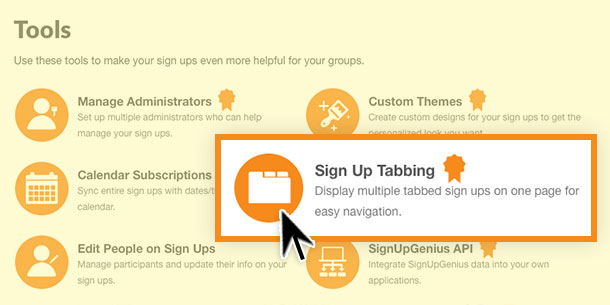 Tools
Use these tools to make your sign ups even more helpful for your groups.
Manage Administrators
Set up multiple administrators who can help
manage your sign ups.
Custom Themes
Create custom designs for your sign ups to get the
personalized look you want.
Calendar Subscriptions
Sync entire sign ups with dates/t
calendar.
Sign Up Tabbing
Display multiple tabbed sign ups on one page for
easy navigation.
Edit People on Sign Ups
Manage participants and update their info on your
sign ups.
SignUpGenius API
Integrate SignUpGenius data into your own
applications.